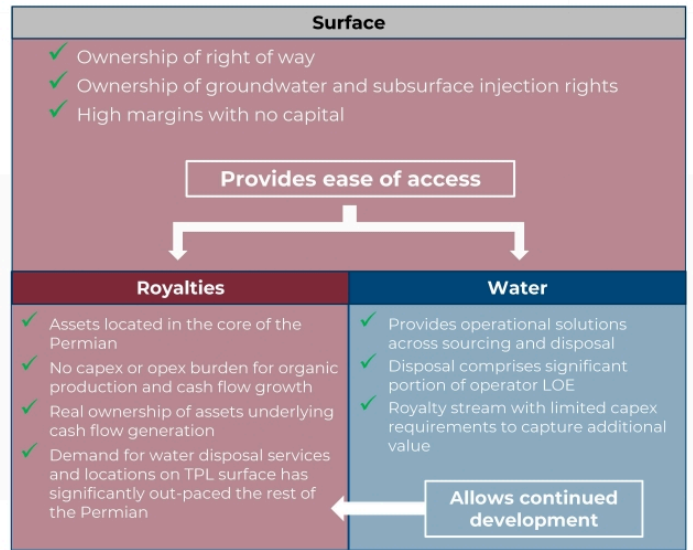 Surface
✓ Ownership of right of way
✓ Ownership of groundwater and subsurface injection rights
✓ High margins with no capital
Provides ease of access
Royalties
✓ Assets located in the core of the
Permian
✓ No capex or opex burden for organic
production and cash flow growth
✓ Real ownership of assets underlying
cash flow generation
✓ Demand for water disposal services
and locations on TPL surface has
significantly out-paced the rest of
the Permian
Water
✓ Provides operational solutions
across sourcing and disposal
✓ Disposal comprises significant
portion of operator LOE
✓ Royalty stream with limited capex
requirements to capture additional
value
Allows continued
development